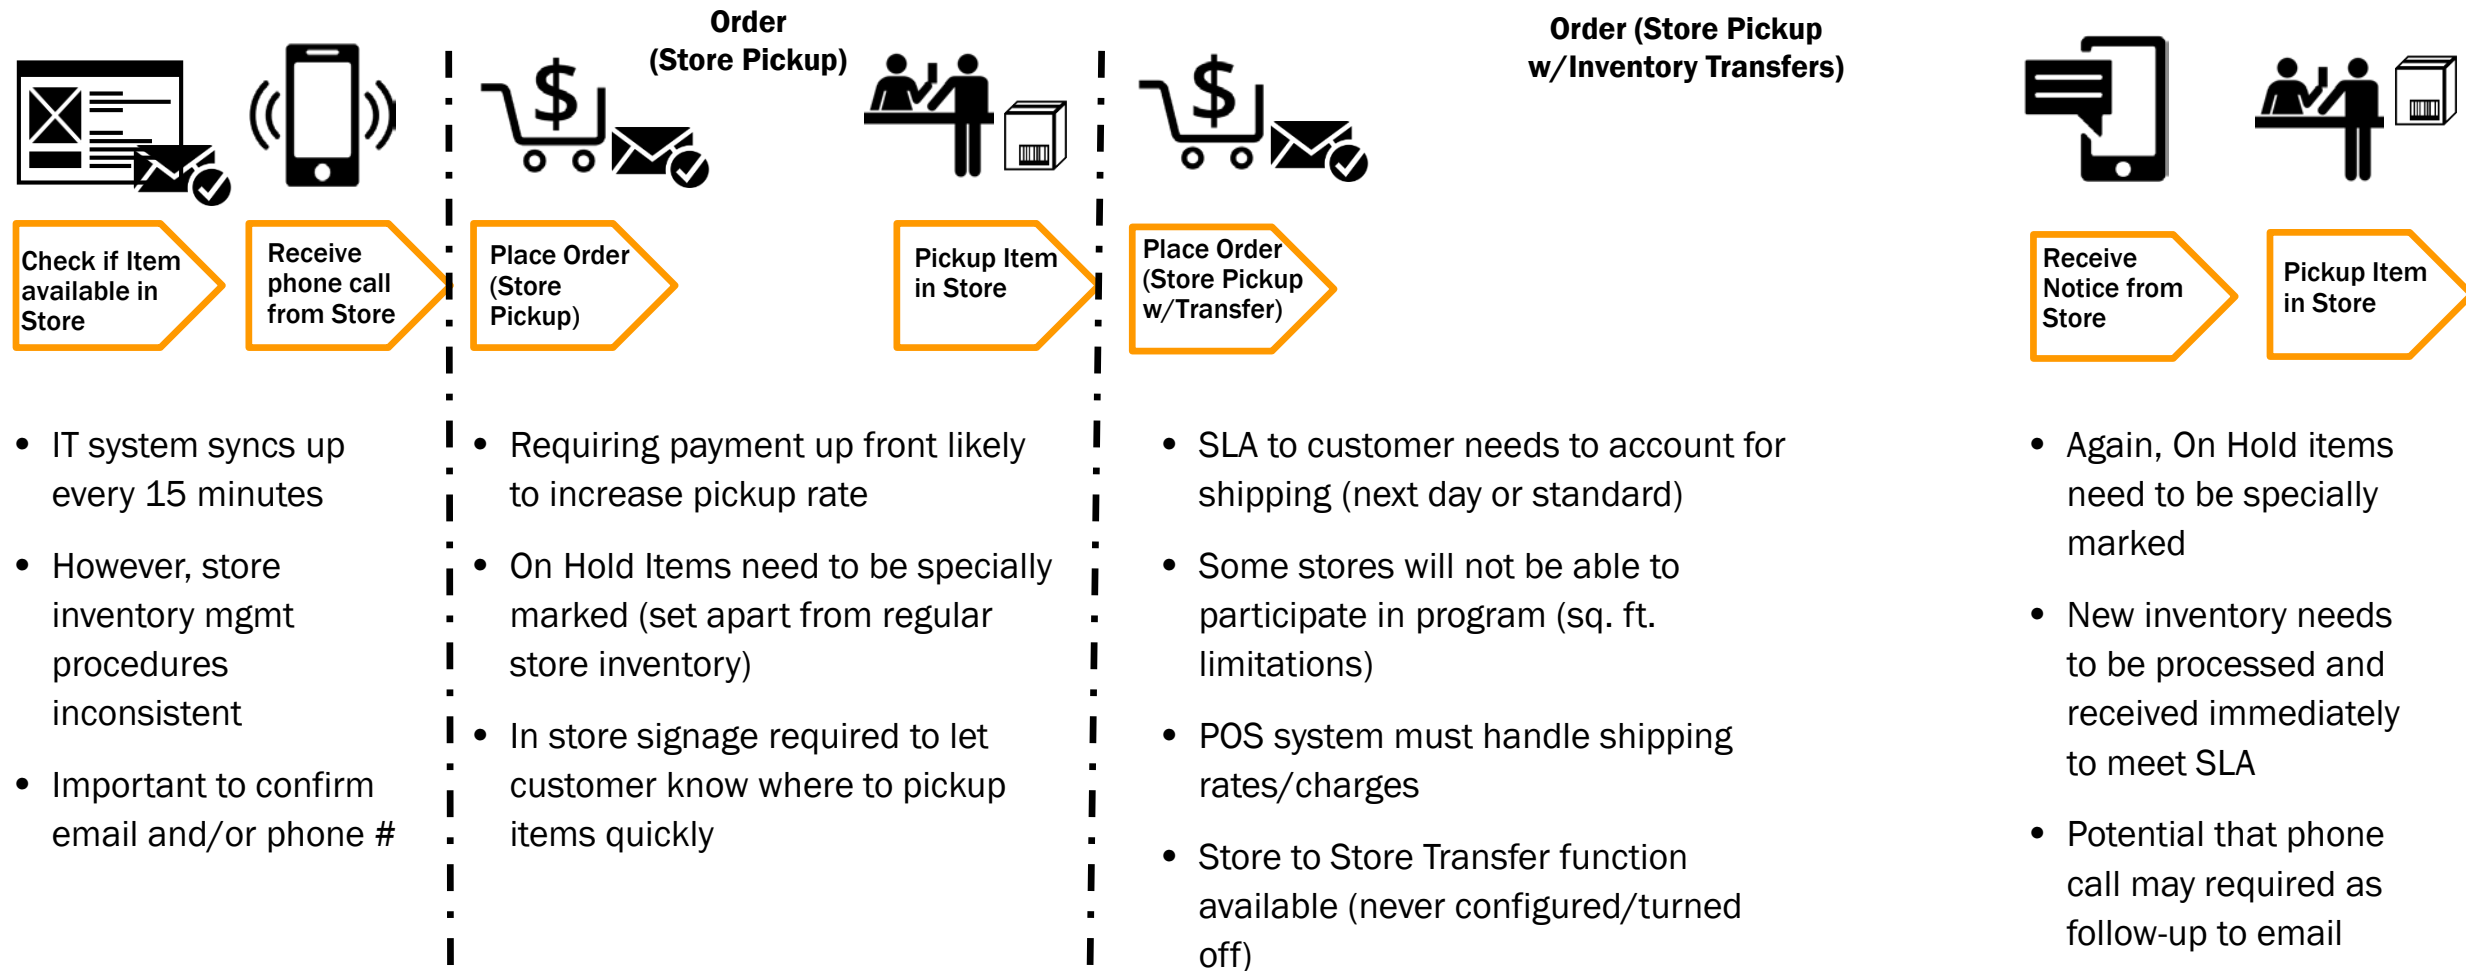 Order
(Store Pickup)
Order (Store Pickup
w/Inventory Transfers)
Check if Item
available in
Store
Receive
phone call
from Store
Place Order
(Store
Pickup)
Pickup Item
in Store
Place Order
(Store Pickup
w/Transfer)
Receive
Notice from
Store
Pickup Item
in Store
• IT system syncs up
every 15 minutes
• However, store
inventory mgmt
procedures
inconsistent
• Important to confirm
email and/or phone #
• Requiring payment up front likely
to increase pickup rate
• On Hold Items need to be specially
marked (set apart from regular
store inventory)
• In store signage required to let
customer know where to pickup
items quickly
• SLA to customer needs to account for
shipping (next day or standard)
• Some stores will not be able to
participate in program (sq. ft.
limitations)
• POS system must handle shipping
rates/charges
• Store to Store Transfer function
available (never configured/turned
off)
• Again, On Hold items
need to be specially
marked
• New inventory needs
to be processed and
received immediately
to meet SLA
• Potential that phone
call may required as
follow-up to email